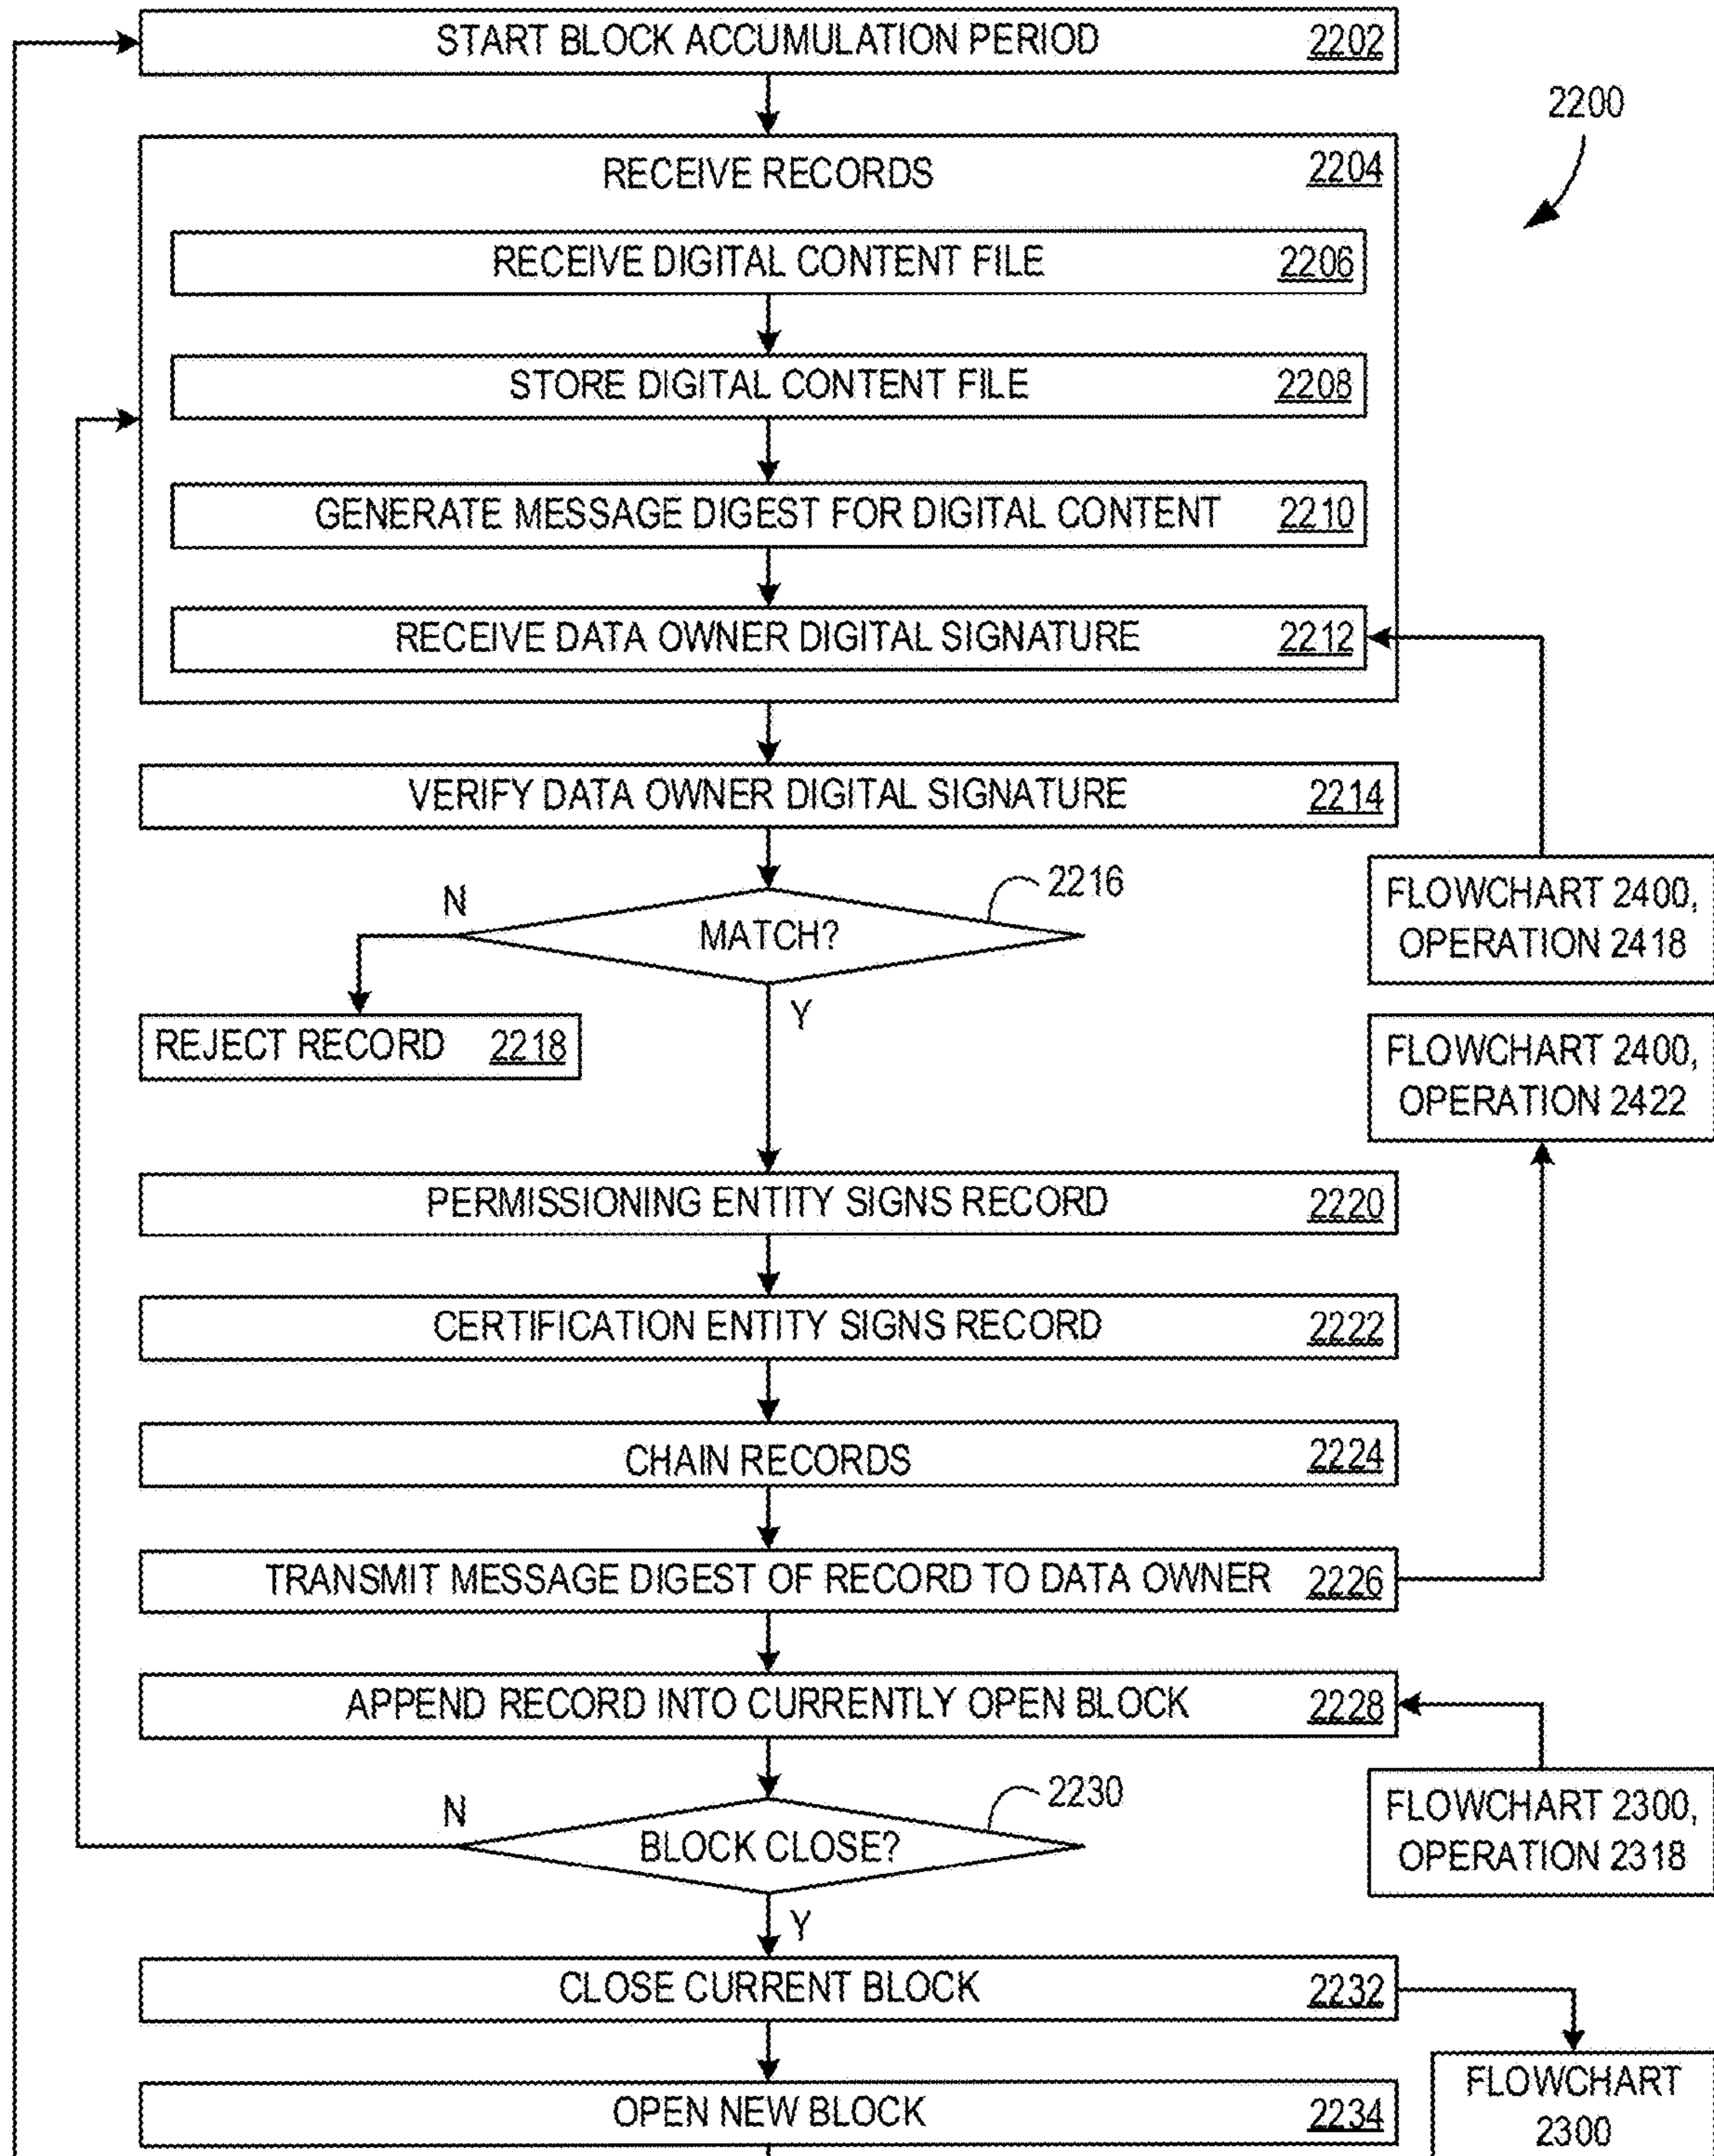 START BLOCK ACCUMULATION PERIOD 2202
2200
RECEIVE RECORDS 2204
RECEIVE DIGITAL CONTENT FILE 2206
STORE DIGITAL CONTENT FILE 2208
GENERATE MESSAGE DIGEST FOR DIGITAL CONTENT 2210
RECEIVE DATA OWNER DIGITAL SIGNATURE 2212
VERIFY DATA OWNER DIGITAL SIGNATURE 2214
2216
N
MATCH?
Y
FLOWCHART 2400,
OPERATION 2418
REJECT RECORD 2218
FLOWCHART 2400,
OPERATION 2422
PERMISSIONING ENTITY SIGNS RECORD 2220
CERTIFICATION ENTITY SIGNS RECORD 2222
CHAIN RECORDS 2224
TRANSMIT MESSAGE DIGEST OF RECORD TO DATA OWNER 2226
APPEND RECORD INTO CURRENTLY OPEN BLOCK 2228
2230
N
BLOCK CLOSE?
Y
FLOWCHART 2300,
OPERATION 2318
CLOSE CURRENT BLOCK 2232
OPEN NEW BLOCK 2234
FLOWCHART
2300